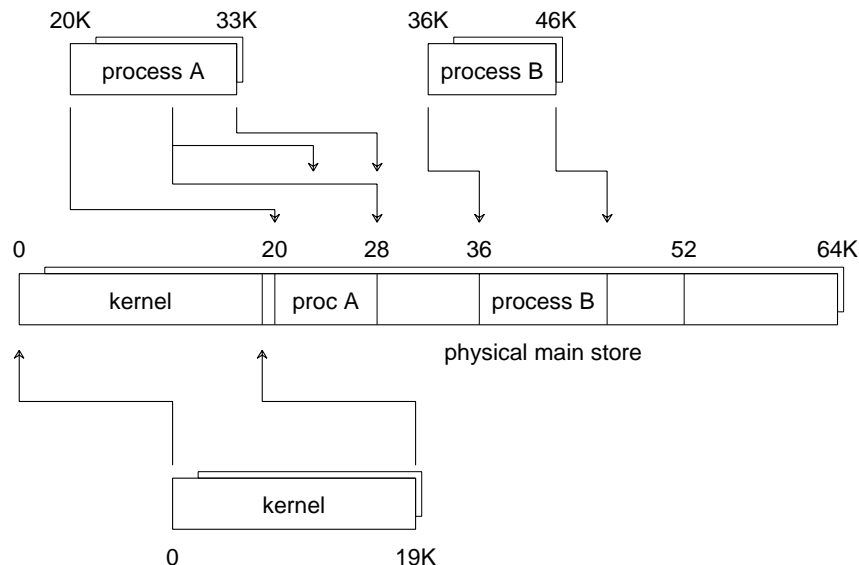 20K 33K 36K 46K
process A process B
0 20 28 36 52 64K
kernel proc A process B
physical main store
kernel
0 19K